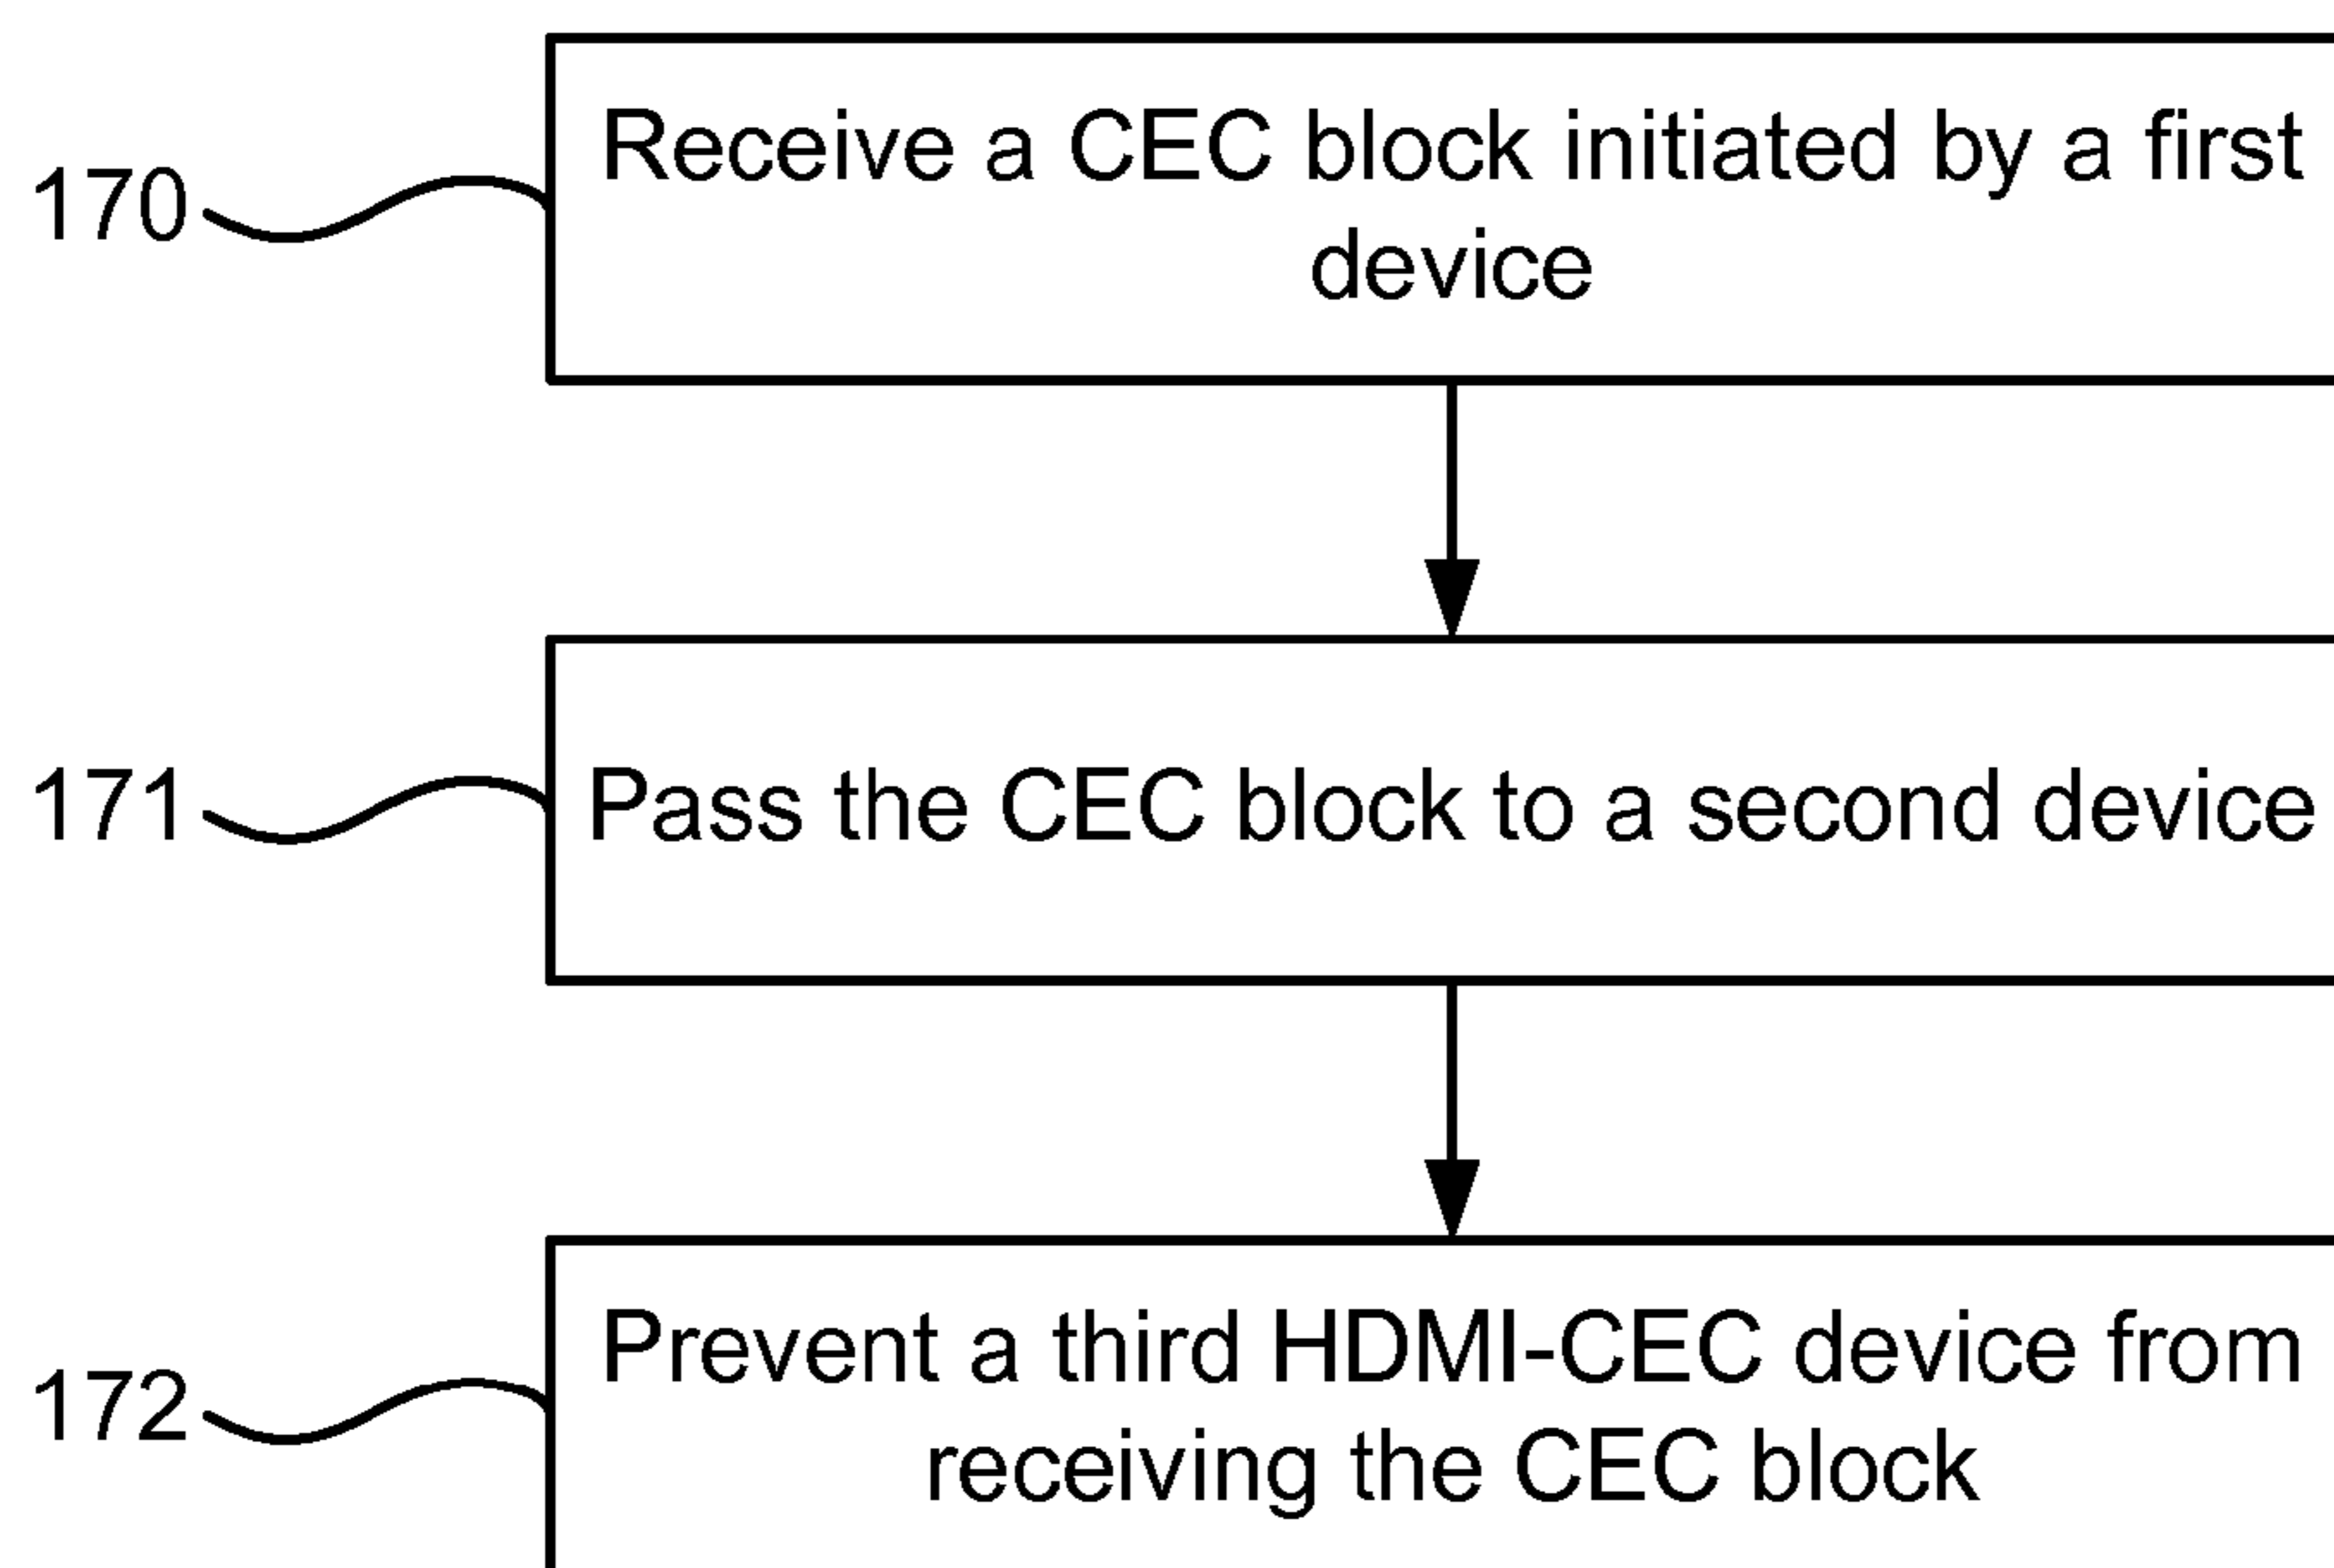 170
Receive a CEC block initiated by a first
device
171
Pass the CEC block to a second device
172
Prevent a third HDMI-CEC device from
receiving the CEC block